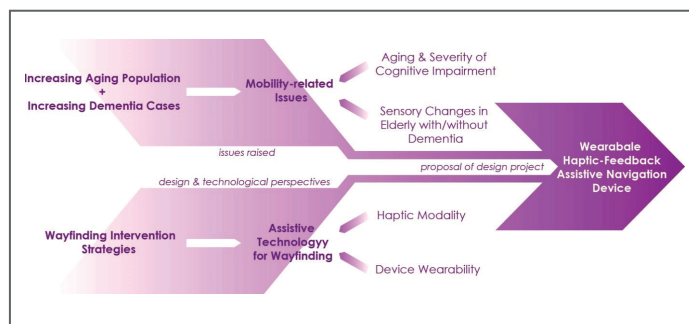 Increasing Aging Population
+
Increasing Dementia Cases
Mobility-related
Issues
Aging & Severity of
Cognitive Impairment
Sensory Changes in
Elderly with/without
Dementia
issues raised
proposal of design project
Wearabale
Haptic-Feedback
Assistive Navigation
Device
design & technological perspectives
Wayfinding Intervention
Strategies
Assistive
Technologyy
for Wayfinding
Haptic Modality
Device Wearability